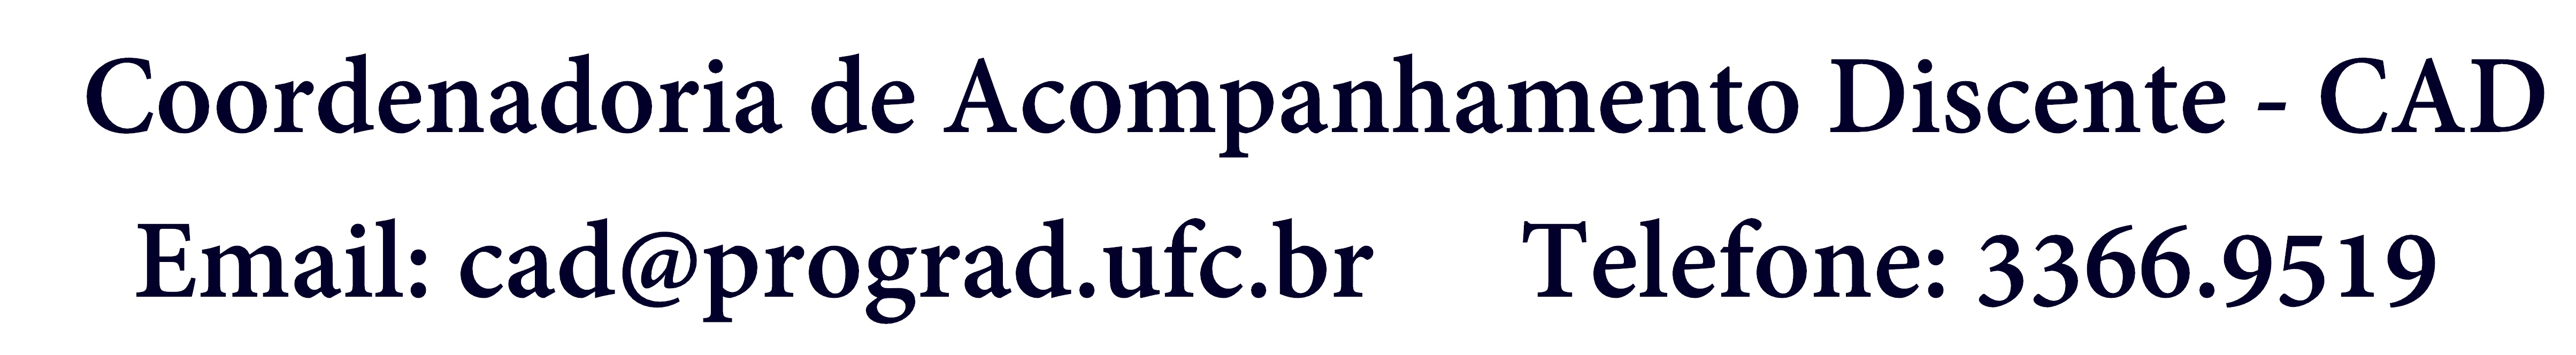 Coordenadoria de Acompanhamento Discente - CAD
Email: cad@prograd.ufc.br Telefone: 3366.9519